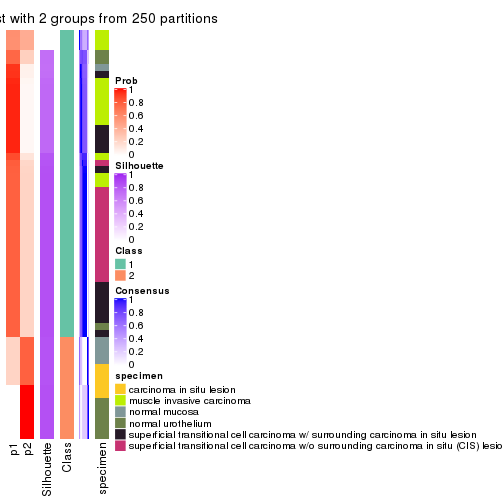 st with 2 groups from 250 partitions
Prob
1
0.8
0.6
0.4
0.2
0
Silhouette
1
0.8
0.6
0.4
0.2
0
Class
1
2
Consensus
1
0.8
0.6
0.4
0.2
0
specimen
carcinoma in situ lesion
muscle invasive carcinoma
normal mucosa
normal urothelium
superficial transitional cell carcinoma w/ surrounding carcinoma in situ lesion
superficial transitional cell carcinoma w/o surrounding carcinoma in situ (CIS) lesio
p1
p2
Silhouette
Class
specimen